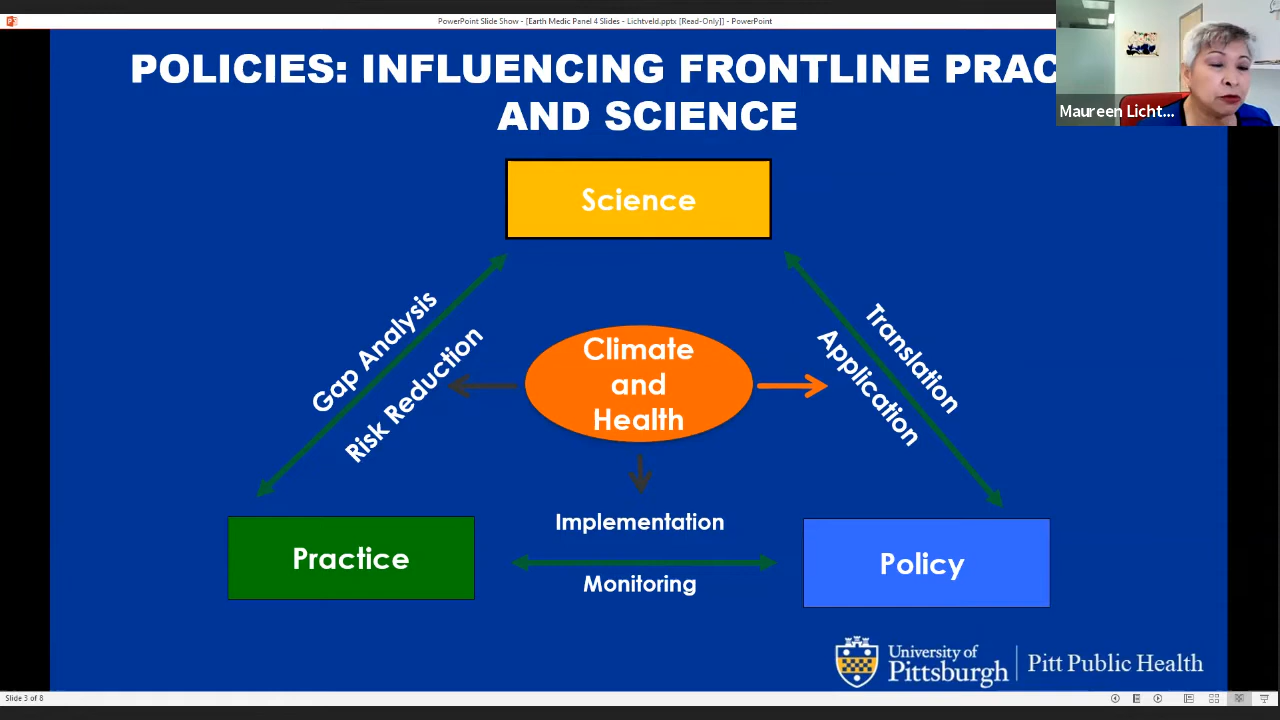 PowerPoint Slide Show - [Earth Medic Panel 4 Slides - Lichtveld.pptx [Read-Only]] - PowerPoint
POLICIES: INFLUENCING FRONTLINE PRAC
AND SCIENCE
Maureen Licht...
Science
Gap Analysis
Risk Reduction
Climate
and
Health
Translation
Application
Implementation
Monitoring
Practice
Policy
University of
Pittsburgh
Pitt Public Health
Slide 3 of 8